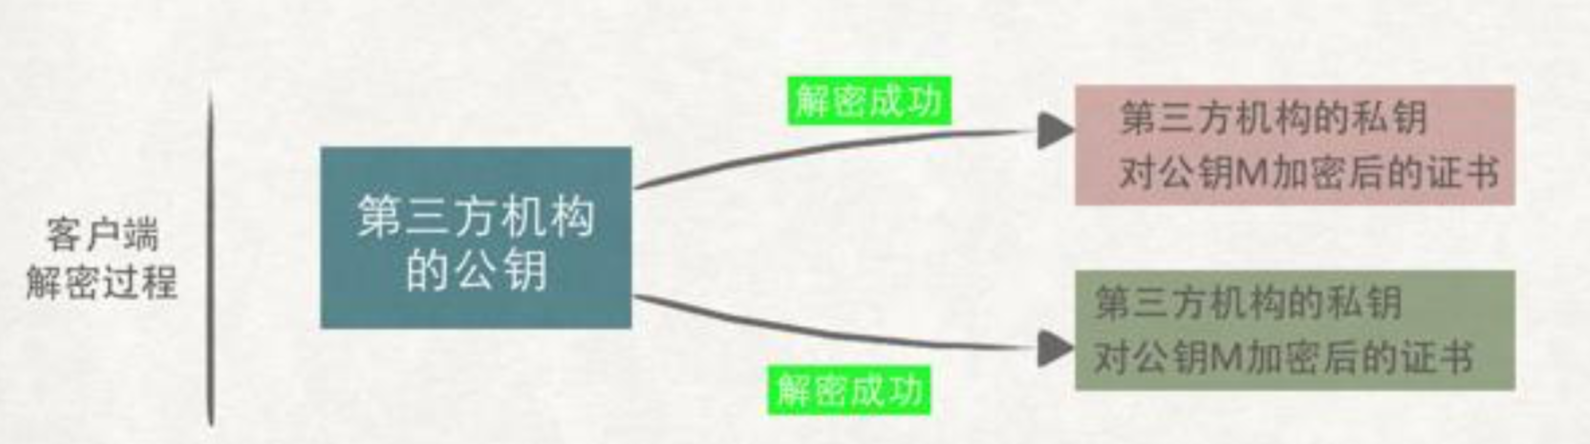 客户端
解密过程
第三方机构
的公钥
解密成功
第三方机构的私钥
对公钥M加密后的证书
解密成功
第三方机构的私钥
对公钥M加密后的证书